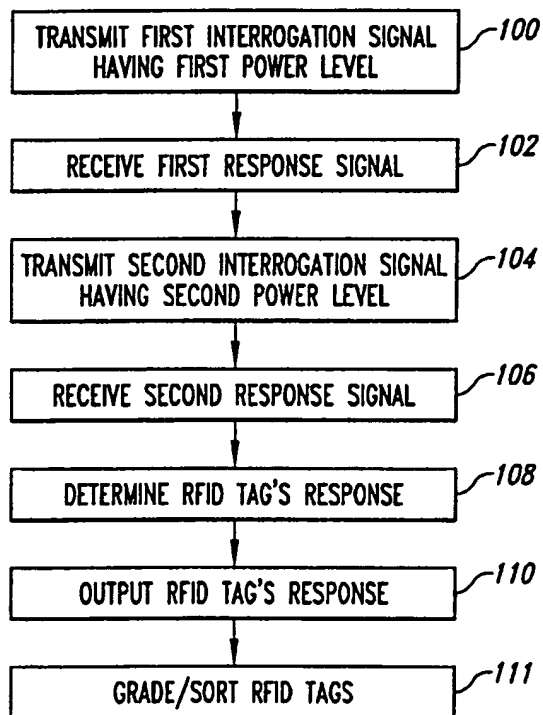 TRANSMIT FIRST INTERROGATION SIGNAL
HAVING FIRST POWER LEVEL
100
RECEIVE FIRST RESPONSE SIGNAL
102
TRANSMIT SECOND INTERROGATION SIGNAL
HAVING SECOND POWER LEVEL
104
RECEIVE SECOND RESPONSE SIGNAL
106
DETERMINE RFID TAG'S RESPONSE
108
OUTPUT RFID TAG'S RESPONSE
110
GRADE/SORT RFID TAGS
111